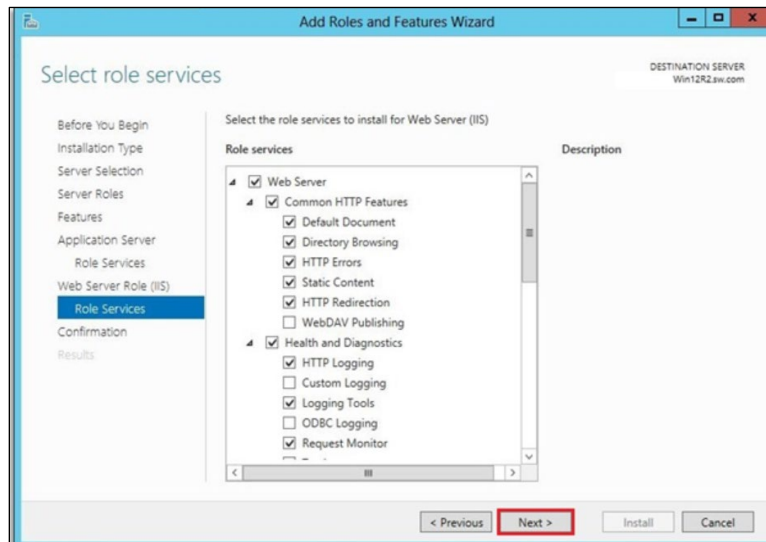 Add Roles and Features Wizard
Select role services
DESTINATION SERVER
Win12R2.sw.com
Before You Begin
Installation Type
Server Selection
Server Roles
Features
Application Server
Role Services
Web Server Role (IIS)
Role Services
Confirmation
Results
Select the role services to install for Web Server (IIS)
Role services
Description
Web Server
Common HTTP Features
Default Document
Directory Browsing
HTTP Errors
Static Content
HTTP Redirection
WebDAV Publishing
Health and Diagnostics
HTTP Logging
Custom Logging
Logging Tools
ODBC Logging
Request Monitor
< Previous
Next >
Install
Cancel